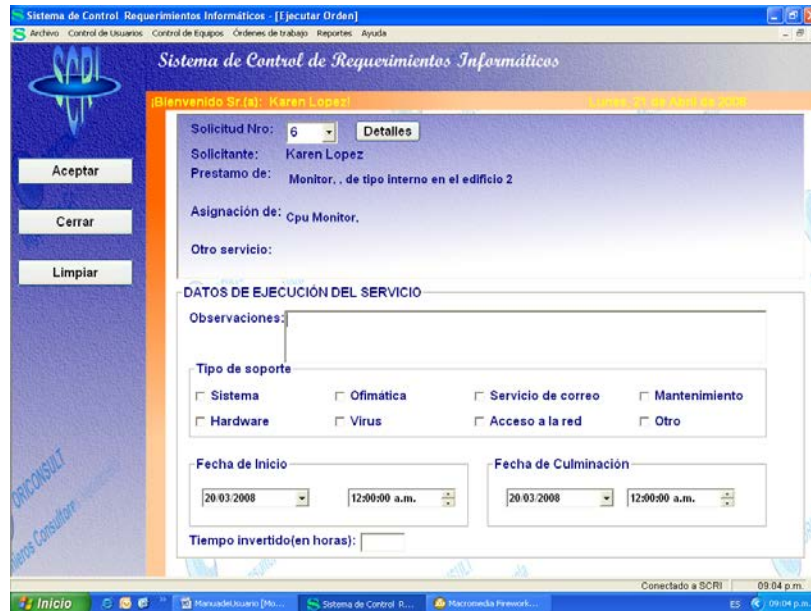 Sistema de Control Requerimientos Informáticos - [Ejecutar Orden]
Archivo Control de Usuarios Control de Equipos Órdenes de trabajo Reportes Ayuda
SCRI
Sistema de Control de Requerimientos Informáticos
¡Bienvenido Sr.(a): Karen Lopez! Lunes, 21 de Abril de 2008
Solicitud Nro: 6 Detalles
Solicitante: Karen Lopez
Prestamo de: Monitor, , de tipo interno en el edificio 2
Asignación de: Cpu Monitor,
Otro servicio:
Aceptar
Cerrar
Limpiar
DATOS DE EJECUCIÓN DEL SERVICIO
Observaciones:
Tipo de soporte
Sistema Ofimática Servicio de correo Mantenimiento
Hardware Virus Acceso a la red Otro
Fecha de Inicio Fecha de Culminación
20/03/2008 12:00:00 a.m. 20/03/2008 12:00:00 a.m.
Tiempo invertido(en horas):
ORICONSULT
Conectado a SCRI 09:04 p.m.
Inicio ManuadeUsuario [Mo... Sistema de Control R... Macromedia Firework... ES 09:04 p.m.